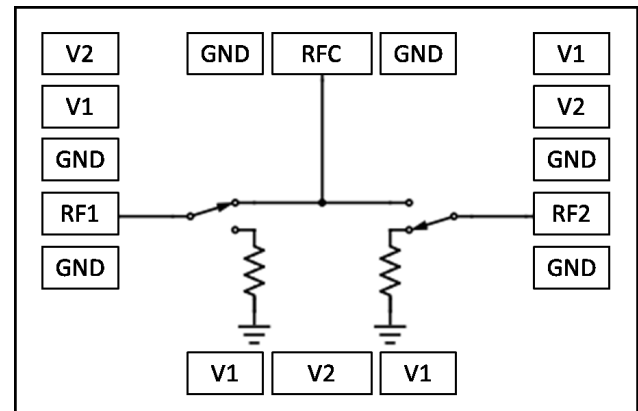 V2 GND RFC GND V1
V1 V2
GND GND
RF1 RF2
GND GND
V1 V2 V1